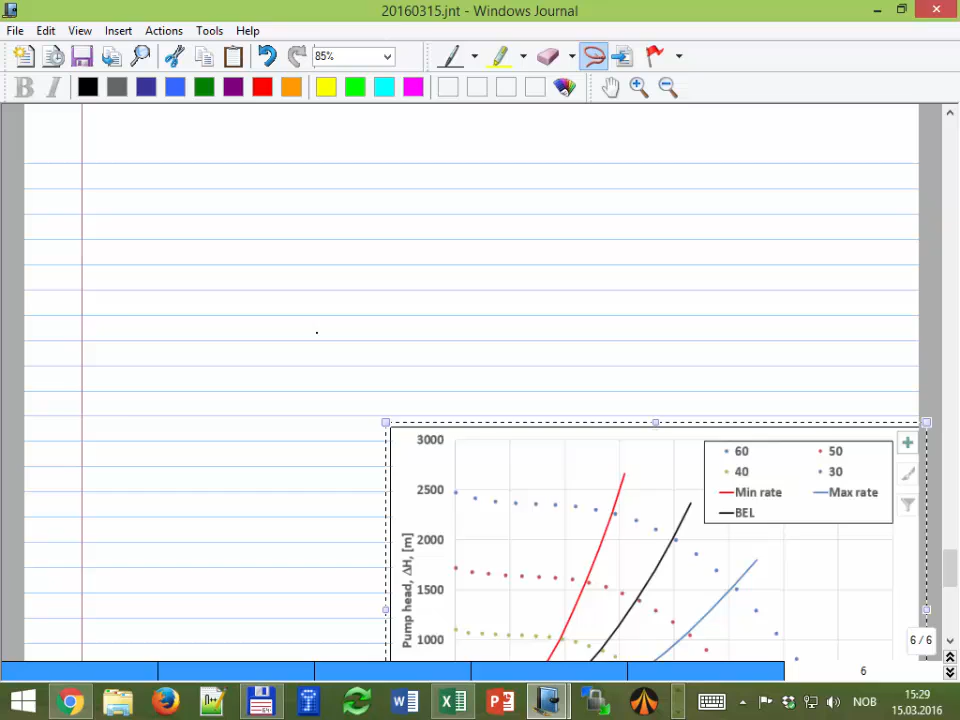 20160315.jnt - Windows Journal
File Edit View Insert Actions Tools Help
85%
B I
3000
2500
2000
1500
1000
Pump head, ΔH, [m]
60 50
40 30
Min rate Max rate
BEL
6 / 6
6
NOB
15:29
15.03.2016